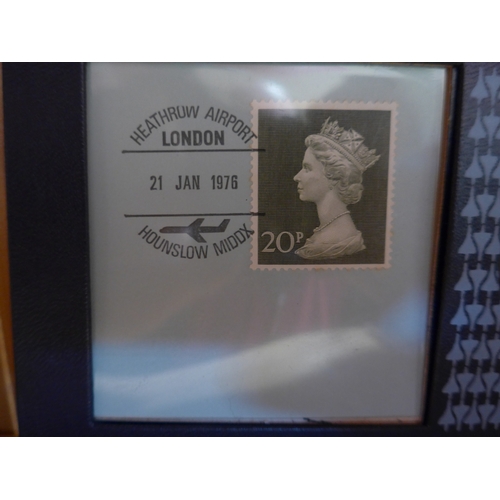 HEATHROW AIRPORT
LONDON
21 JAN 1976
HOUNSLOW MIDDX
20P